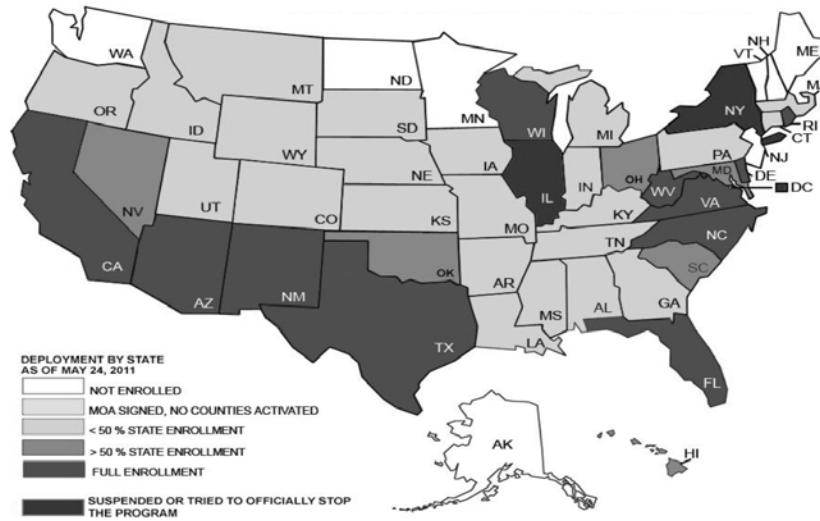 WA
MT
ND
MN
VT
NH
ME
MA
OR
ID
WY
SD
WI
MI
NY
RI
CT
NV
UT
CO
NE
IA
IL
IN
OH
PA
NJ
DE
MD
DC
WV
VA
CA
AZ
NM
KS
MO
KY
NC
TN
OK
AR
SC
TX
LA
MS
AL
GA
FL
AK
HI
DEPLOYMENT BY STATE
AS OF MAY 24, 2011
NOT ENROLLED
MOA SIGNED, NO COUNTIES ACTIVATED
< 50 % STATE ENROLLMENT
> 50 % STATE ENROLLMENT
FULL ENROLLMENT
SUSPENDED OR TRIED TO OFFICIALLY STOP
THE PROGRAM